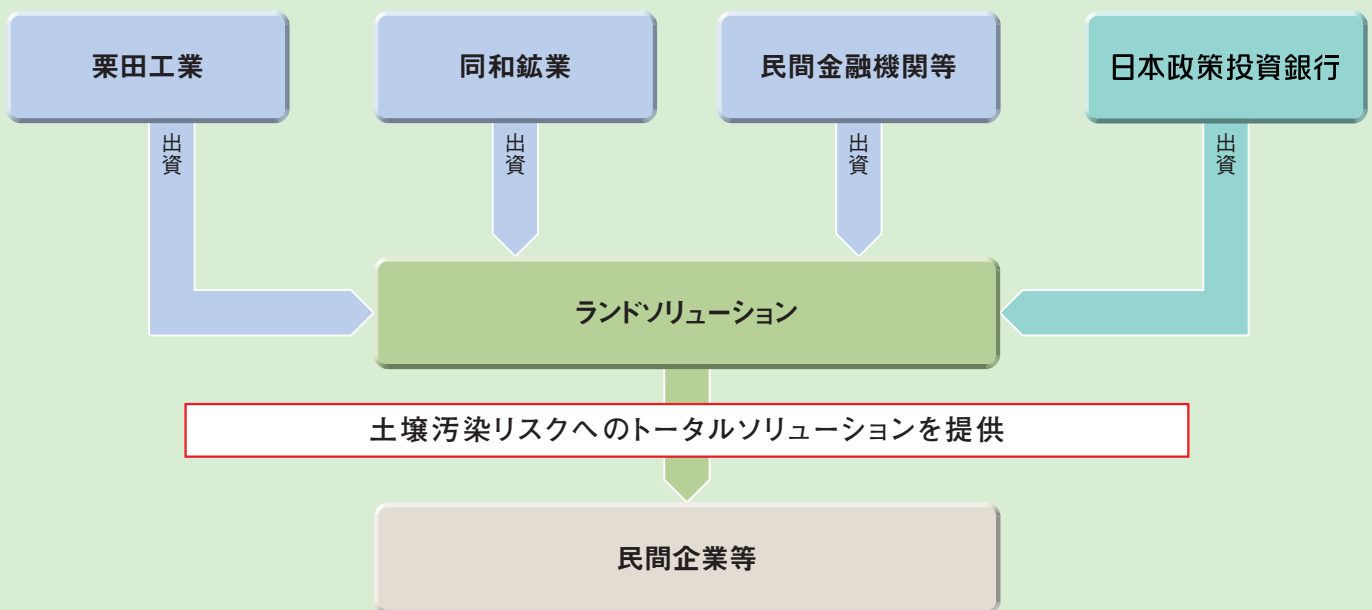 栗田工業
同和鉱業
民間金融機関等
日本政策投資銀行
出資
出資
出資
出資
ランドソリューション
土壌汚染リスクへのトータルソリューションを提供
民間企業等